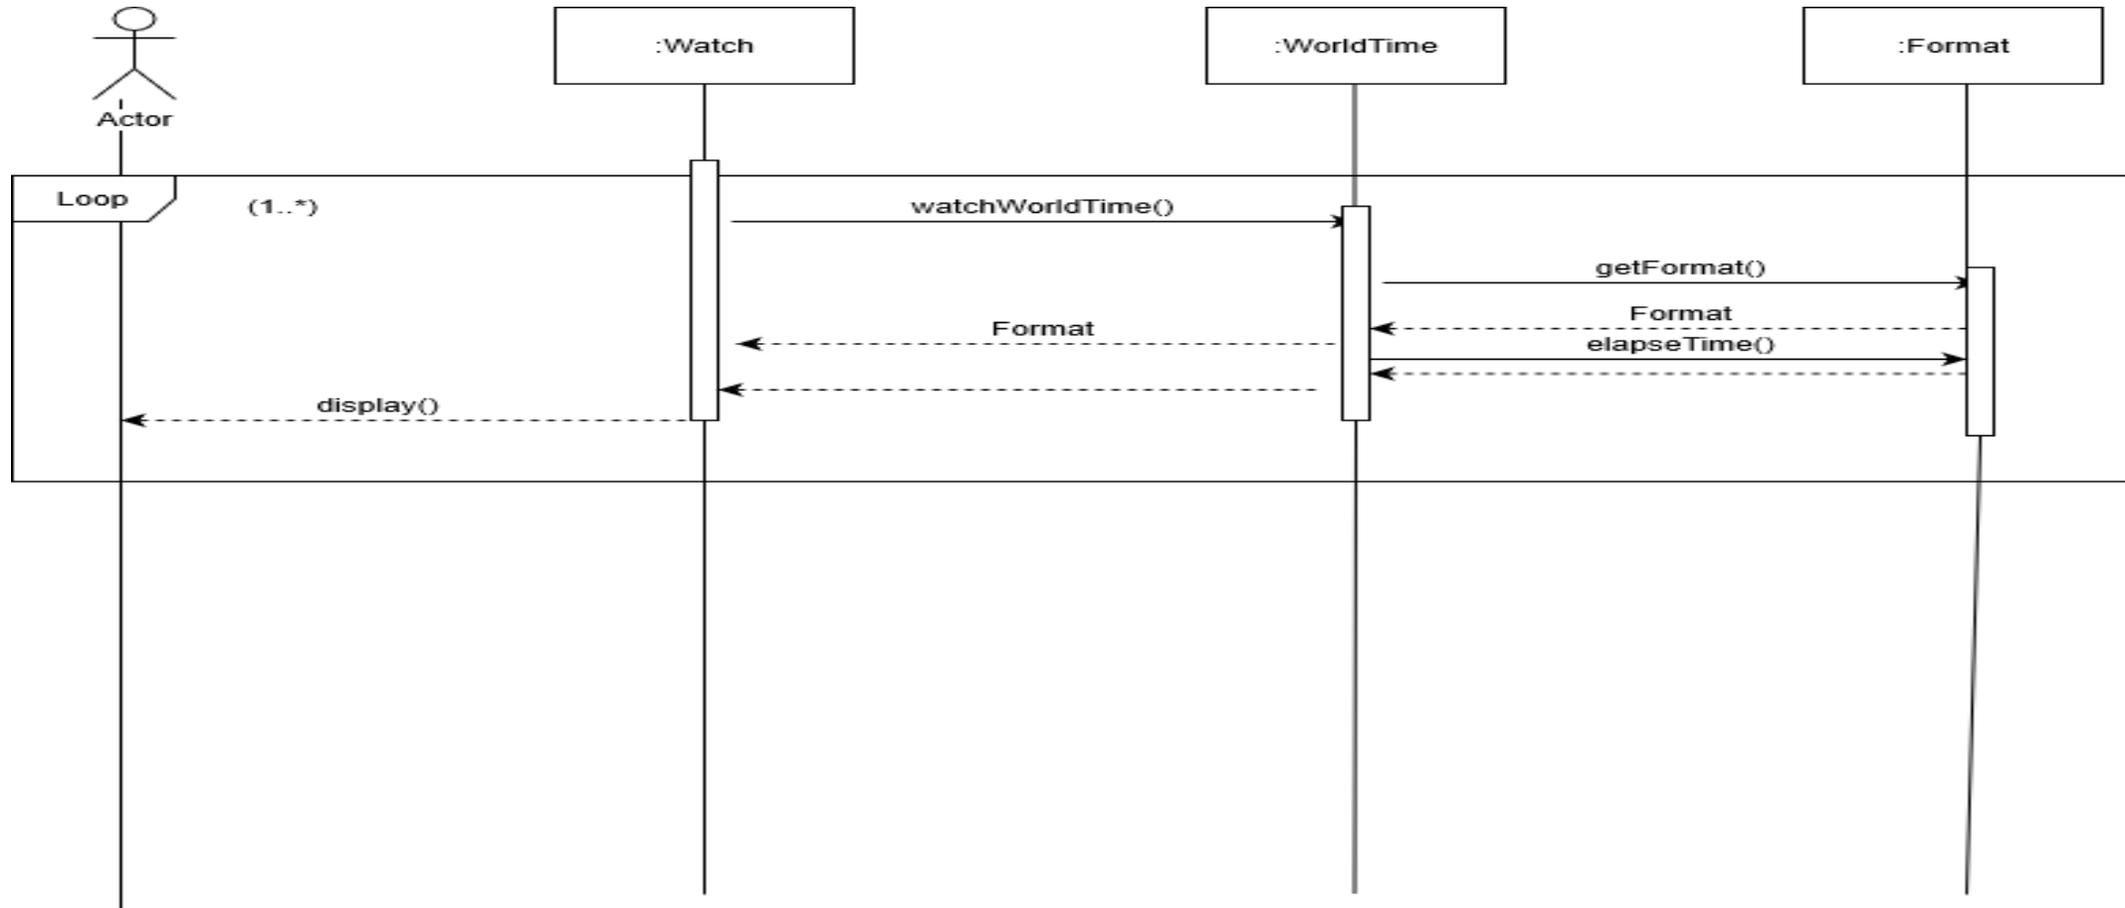 :Watch
:WorldTime
:Format
Actor
Loop
(1..*)
watchWorldTime()
getFormat()
Format
Format
elapseTime()
display()